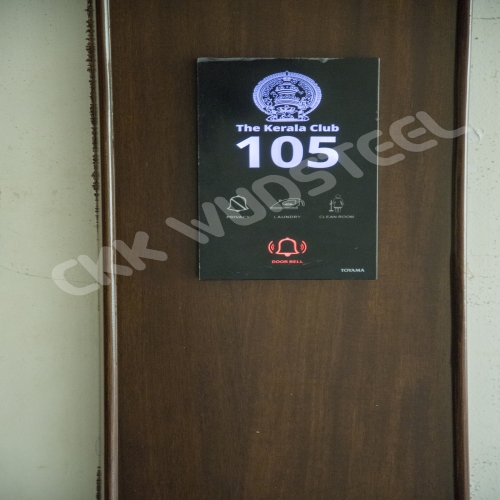 The Kerala Club
105
PRIVACY LAUNDRY CLEAN ROOM
DOOR BELL
TOYAMA
CKK WUDSTEEL